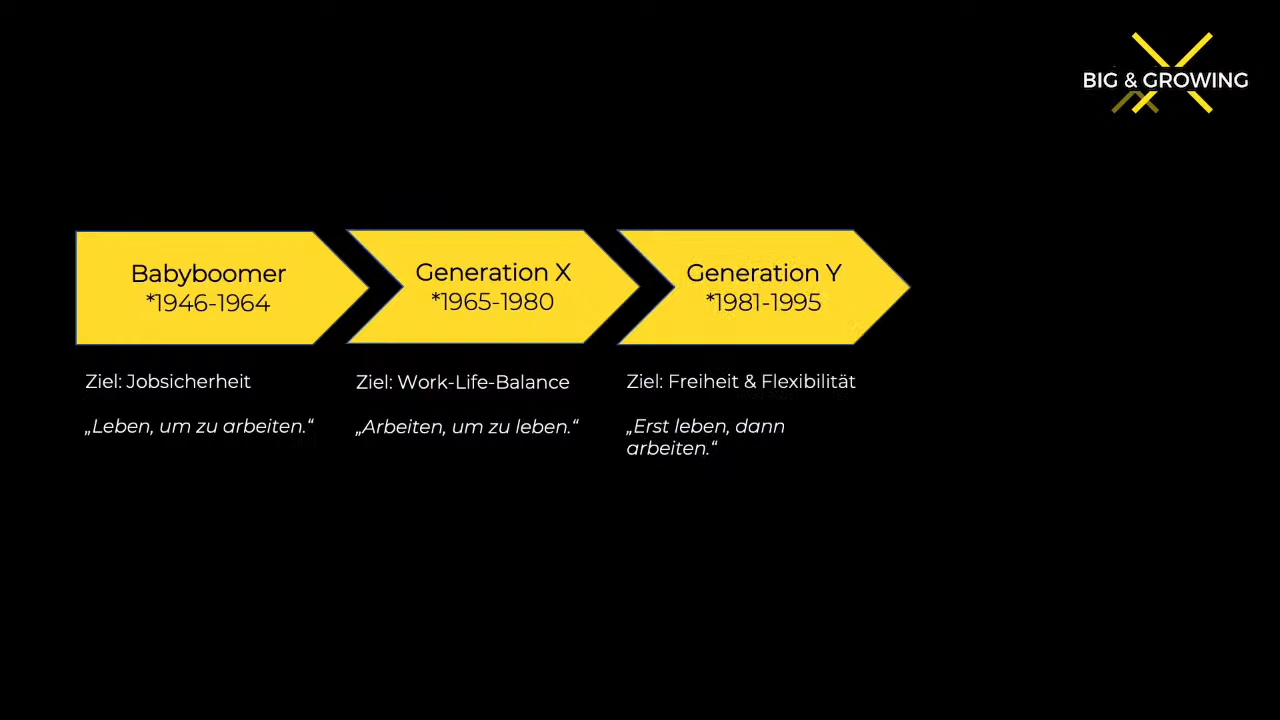 BIG & GROWING
Babyboomer
*1946-1964
Generation X
*1965-1980
Generation Y
*1981-1995
Ziel: Jobsicherheit
„Leben, um zu arbeiten.“
Ziel: Work-Life-Balance
„Arbeiten, um zu leben.“
Ziel: Freiheit & Flexibilität
„Erst leben, dann
arbeiten.“